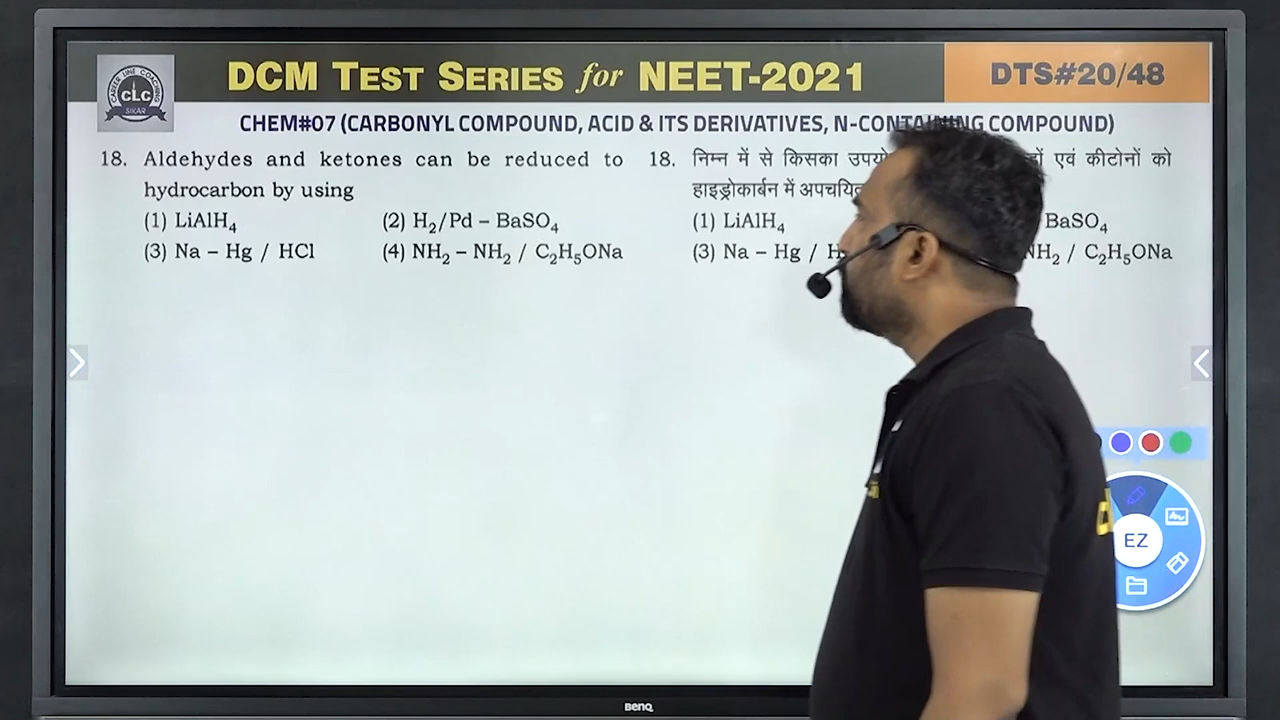 DCM TEST SERIES for NEET-2021
DTS#20/48
CAREER LINE COACHING
CLC
SIKAR
CHEM#07 (CARBONYL COMPOUND, ACID & ITS DERIVATIVES, N-CONTAINING COMPOUND)
18. Aldehydes and ketones can be reduced to
hydrocarbon by using
(1) LiAlH₄ (2) H₂/Pd – BaSO₄
(3) Na – Hg / HCl (4) NH₂ – NH₂ / C₂H₅ONa
18. निम्न में से किसका एवं कीटोनों को
हाइड्रोकार्बन में
(1) LiAlH₄ BaSO₄
(3) Na – Hg / NH₂ / C₂H₅ONa
EZ
BENQ